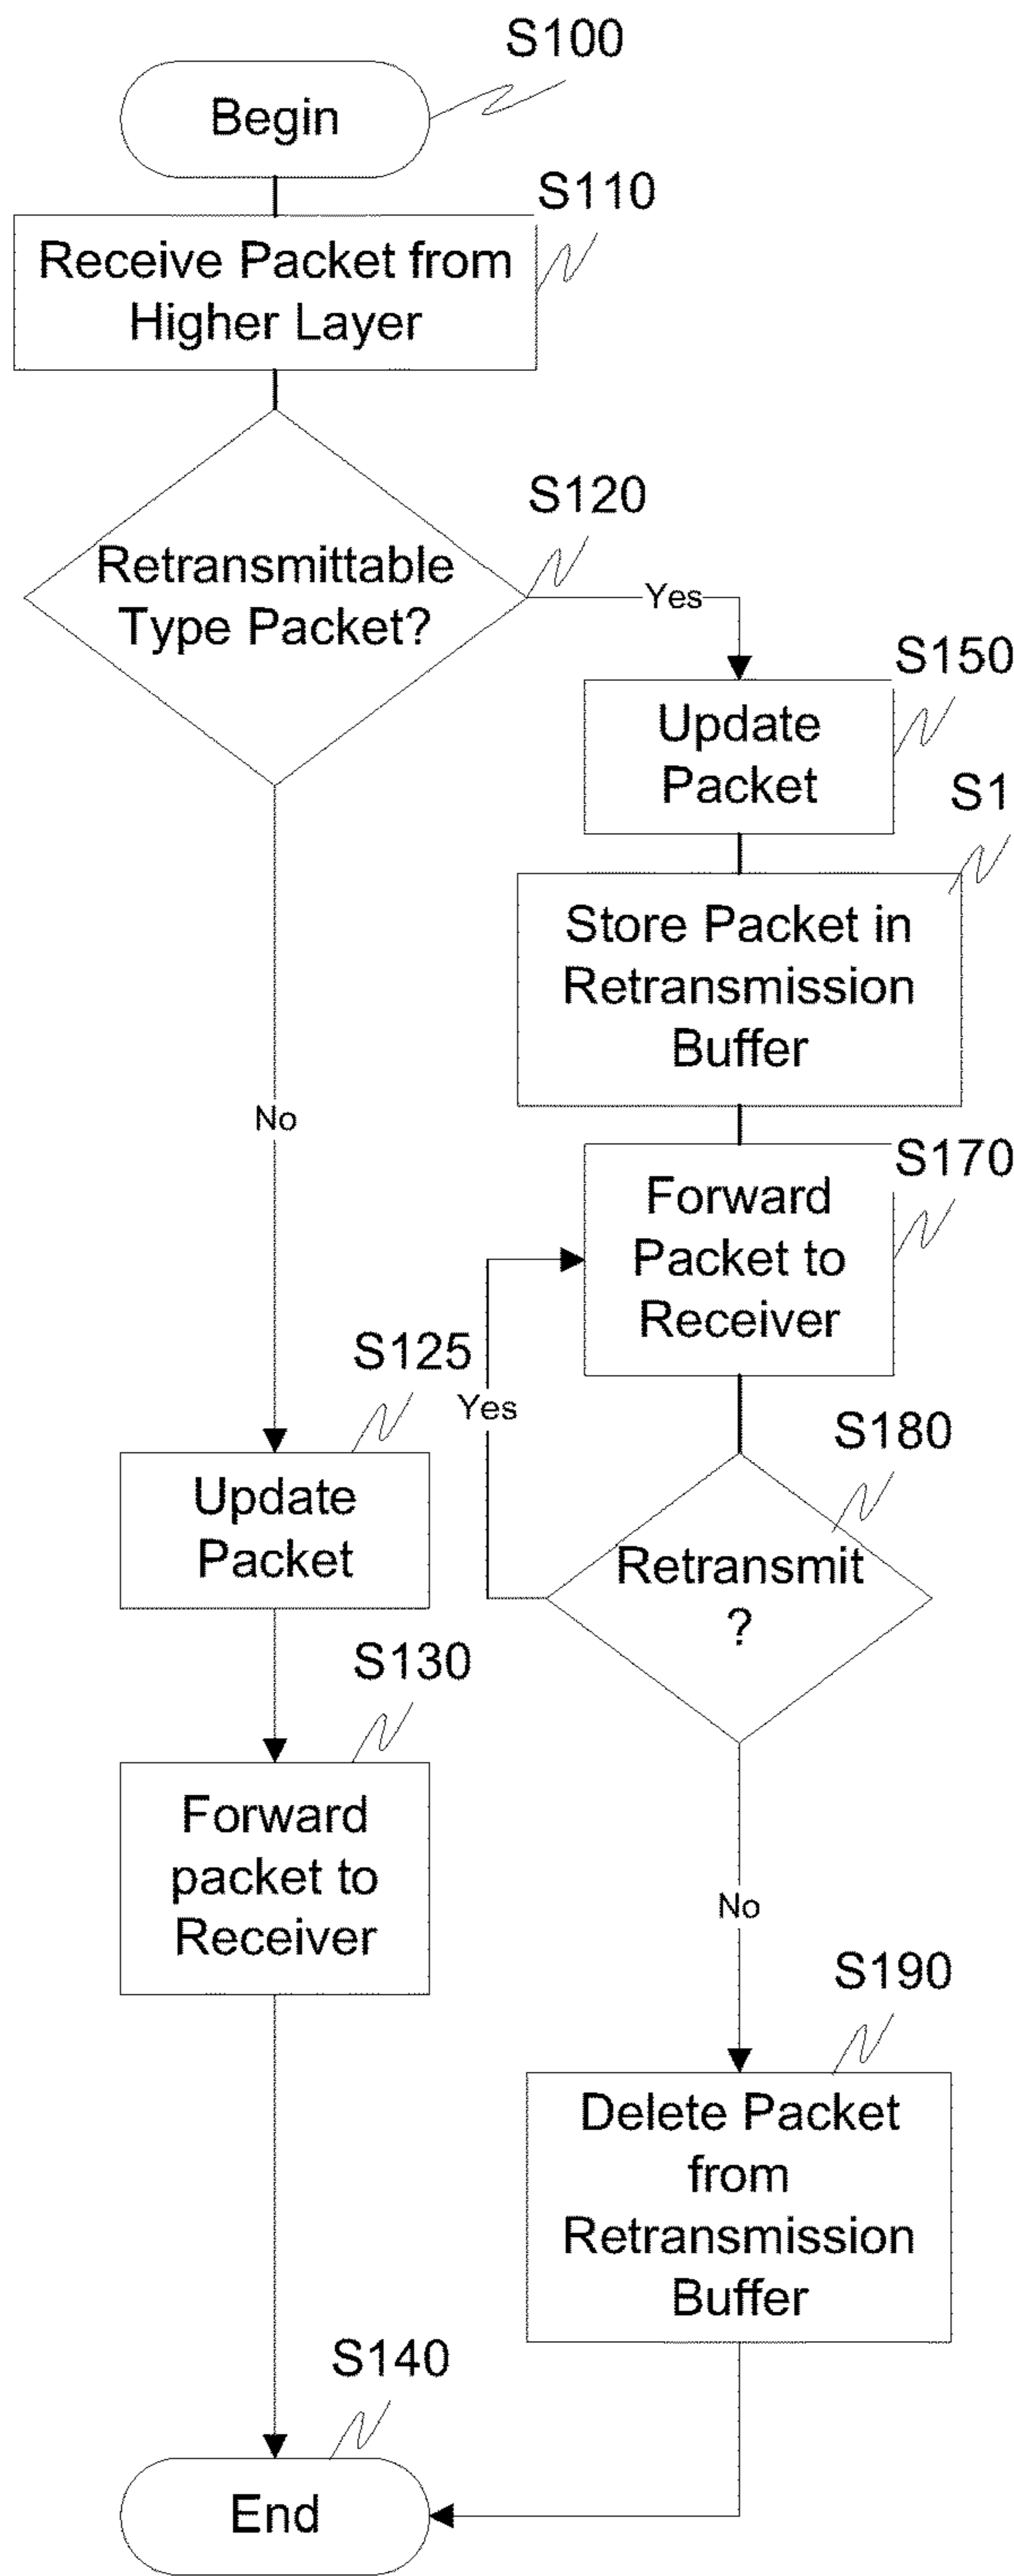 S100
Begin
S110
Receive Packet from
Higher Layer
S120
Retransmittable
Type Packet?
Yes
S150
Update
Packet
S1
Store Packet in
Retransmission
Buffer
No
S170
Forward
Packet to
Receiver
S125
Yes
S180
Update
Packet
Retransmit
?
S130
Forward
packet to
Receiver
No
S190
Delete Packet
from
Retransmission
Buffer
S140
End